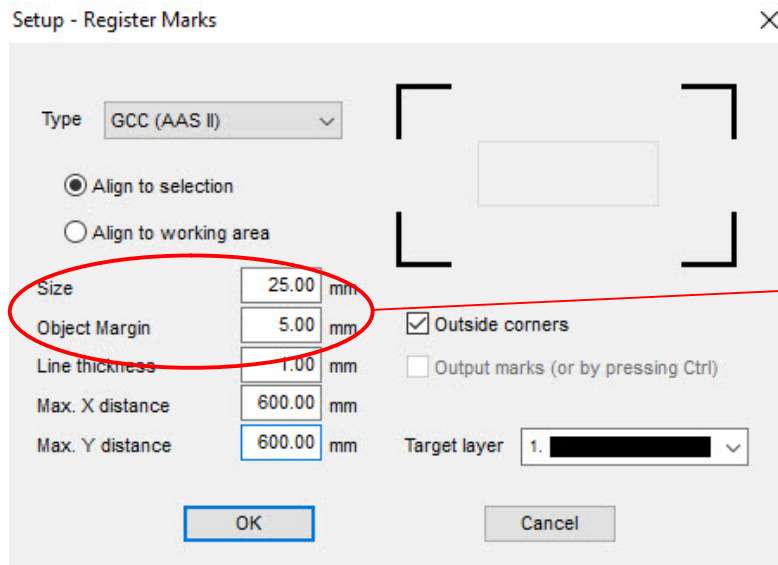 Setup - Register Marks
Type GCC (AAS II)
Align to selection
Align to working area
Size 25.00 mm
Object Margin 5.00 mm
Outside corners
Line thickness 1.00 mm
Output marks (or by pressing Ctrl)
Max. X distance 600.00 mm
Max. Y distance 600.00 mm
Target layer 1.
OK
Cancel